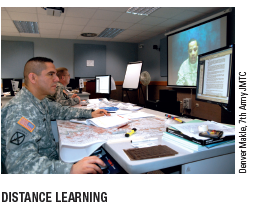 Denver Makle, 7th Army JMTC
DISTANCE LEARNING